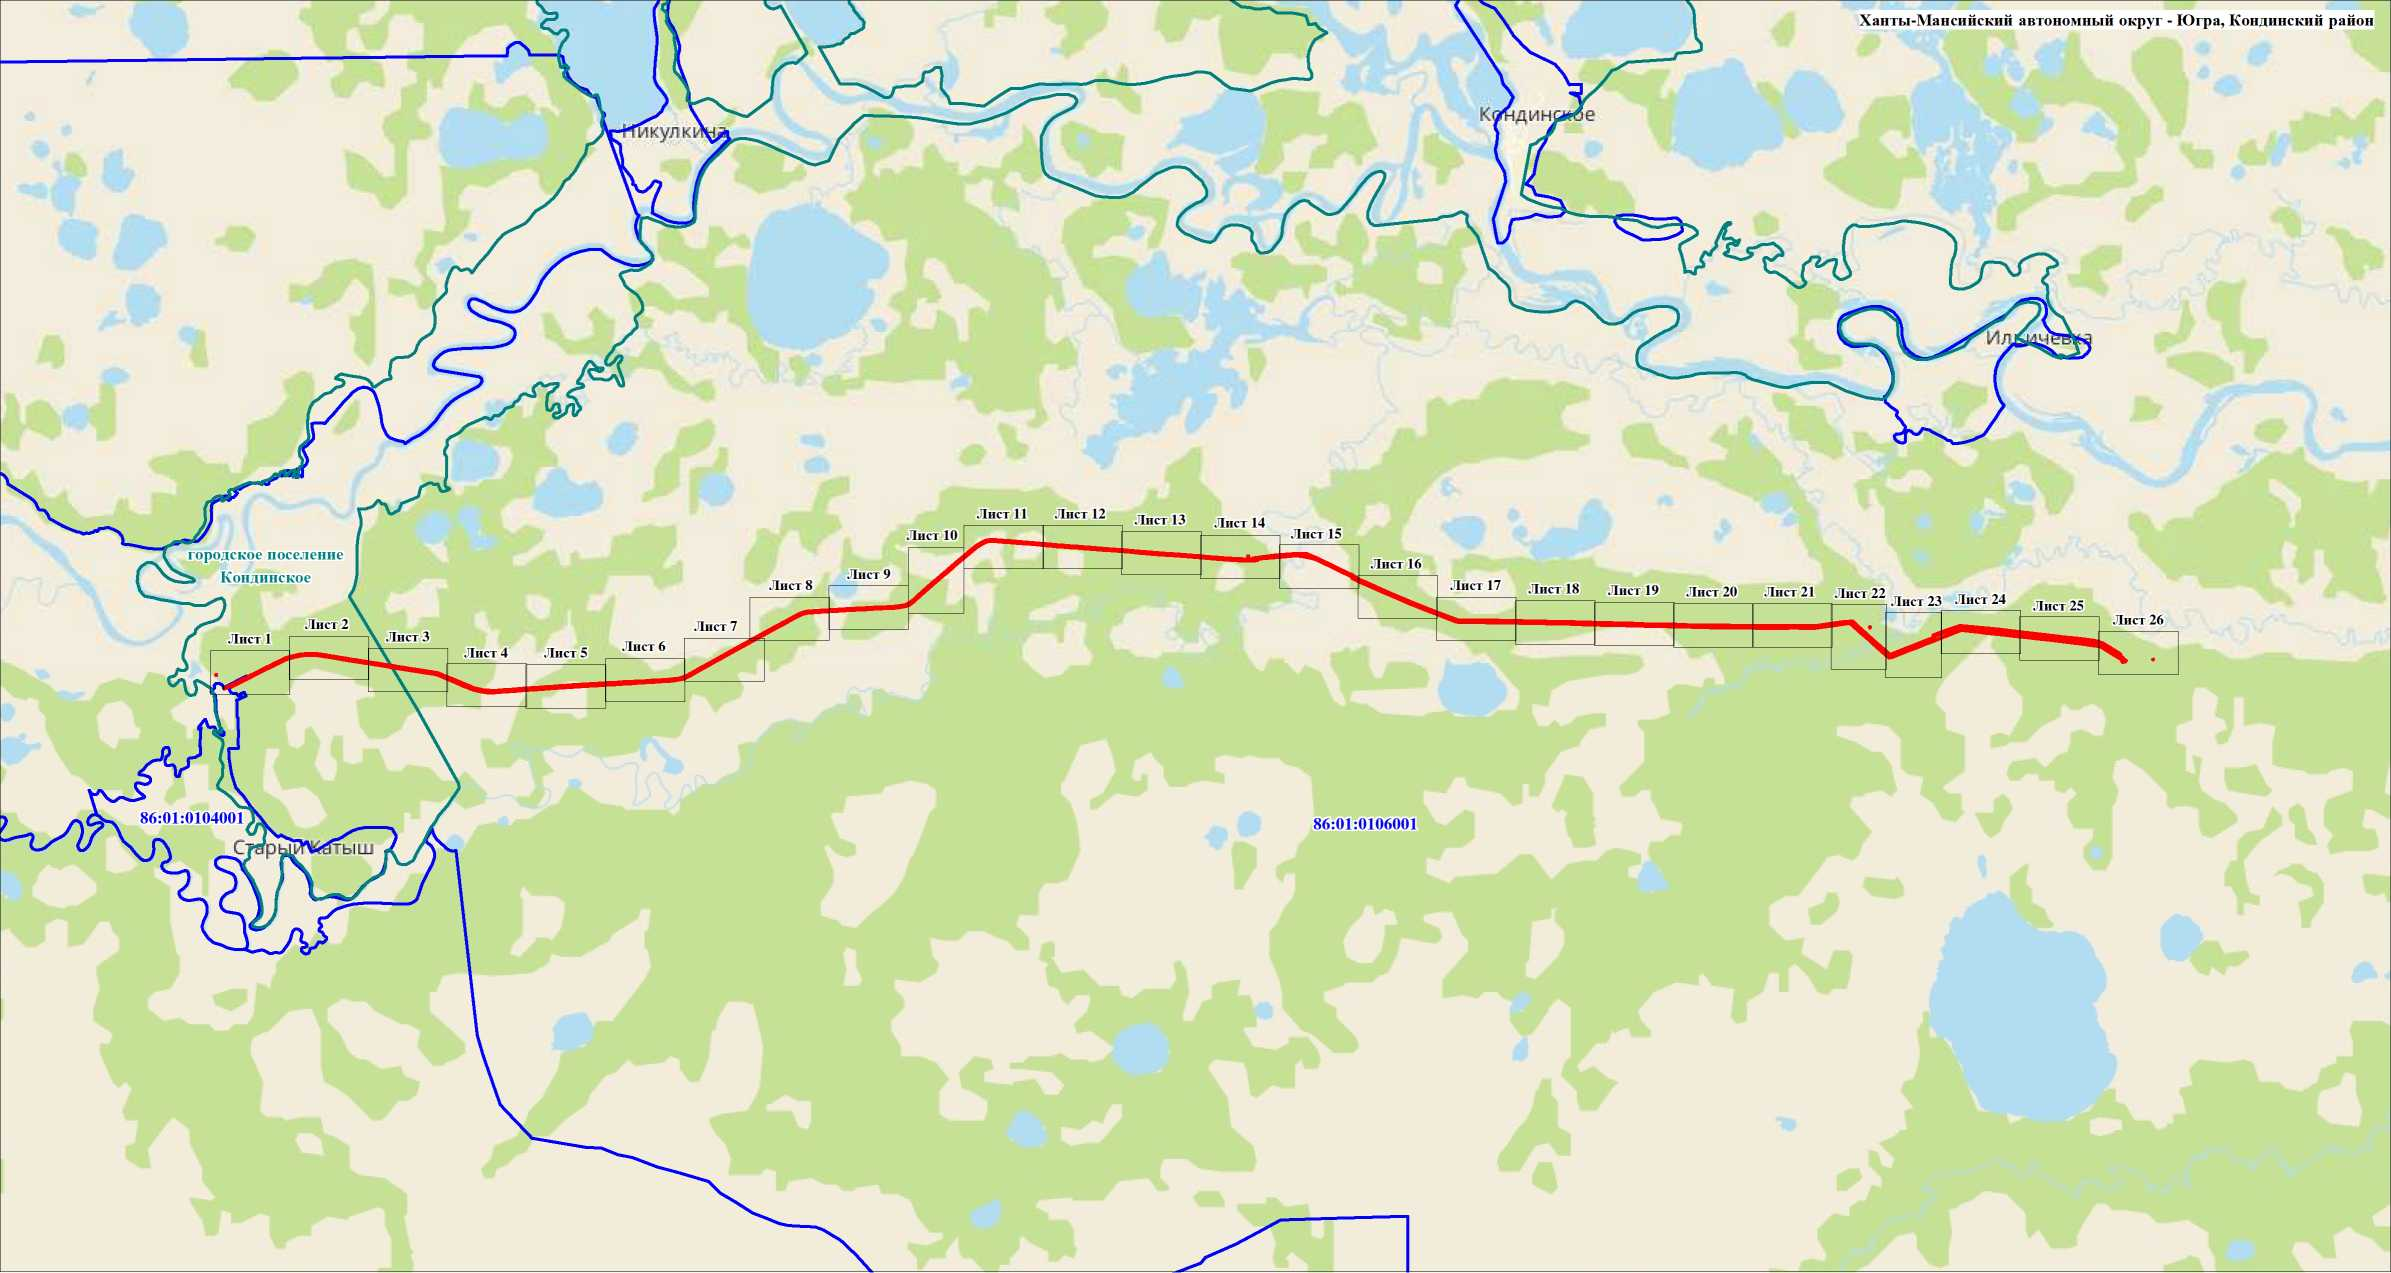 Ханты-Мансийский автономный округ - Югра, Кондинский район
Никулкина
Кондинское
Ильичевка
городское поселение
Кондинское
Лист 1
Лист 2
Лист 3
Лист 4
Лист 5
Лист 6
Лист 7
Лист 8
Лист 9
Лист 10
Лист 11
Лист 12
Лист 13
Лист 14
Лист 15
Лист 16
Лист 17
Лист 18
Лист 19
Лист 20
Лист 21
Лист 22
Лист 23
Лист 24
Лист 25
Лист 26
86:01:0104001
86:01:0106001
Старый Катыш